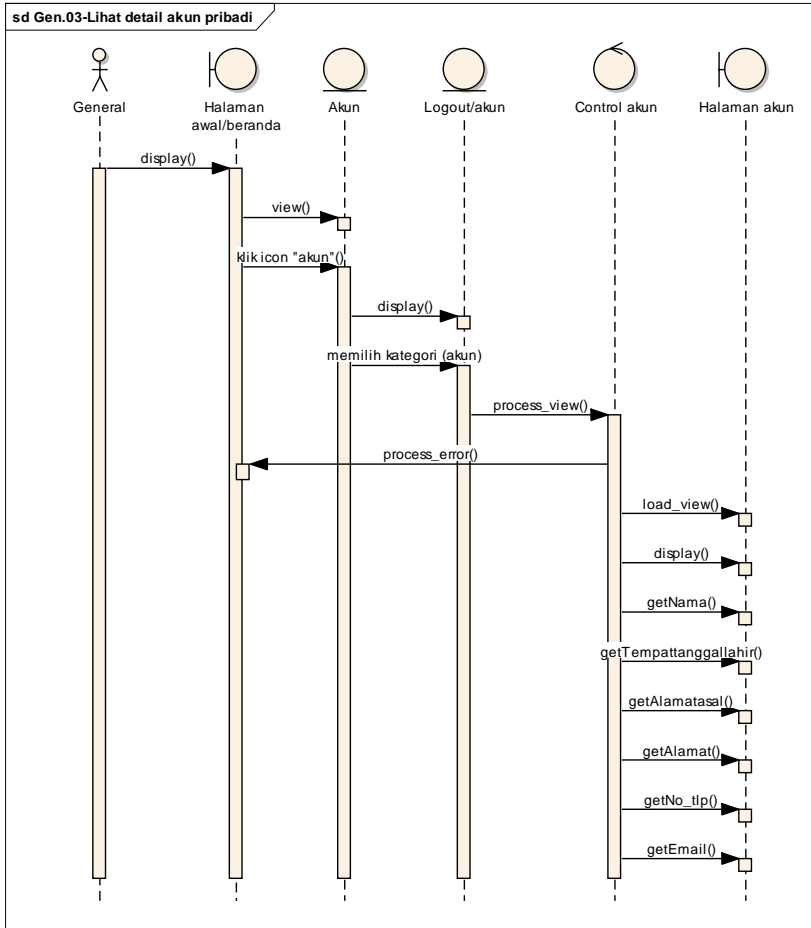 sd Gen.03-Lihat detail akun pribadi
General
Halaman
awal/beranda
Akun
Logout/akun
Control akun
Halaman akun
display()
view()
klik icon "akun"()
display()
memilih kategori (akun)
process_view()
process_error()
load_view()
display()
getNama()
getTempattanggallahir()
getAlamatasal()
getAlamat()
getNo_tlp()
getEmail()